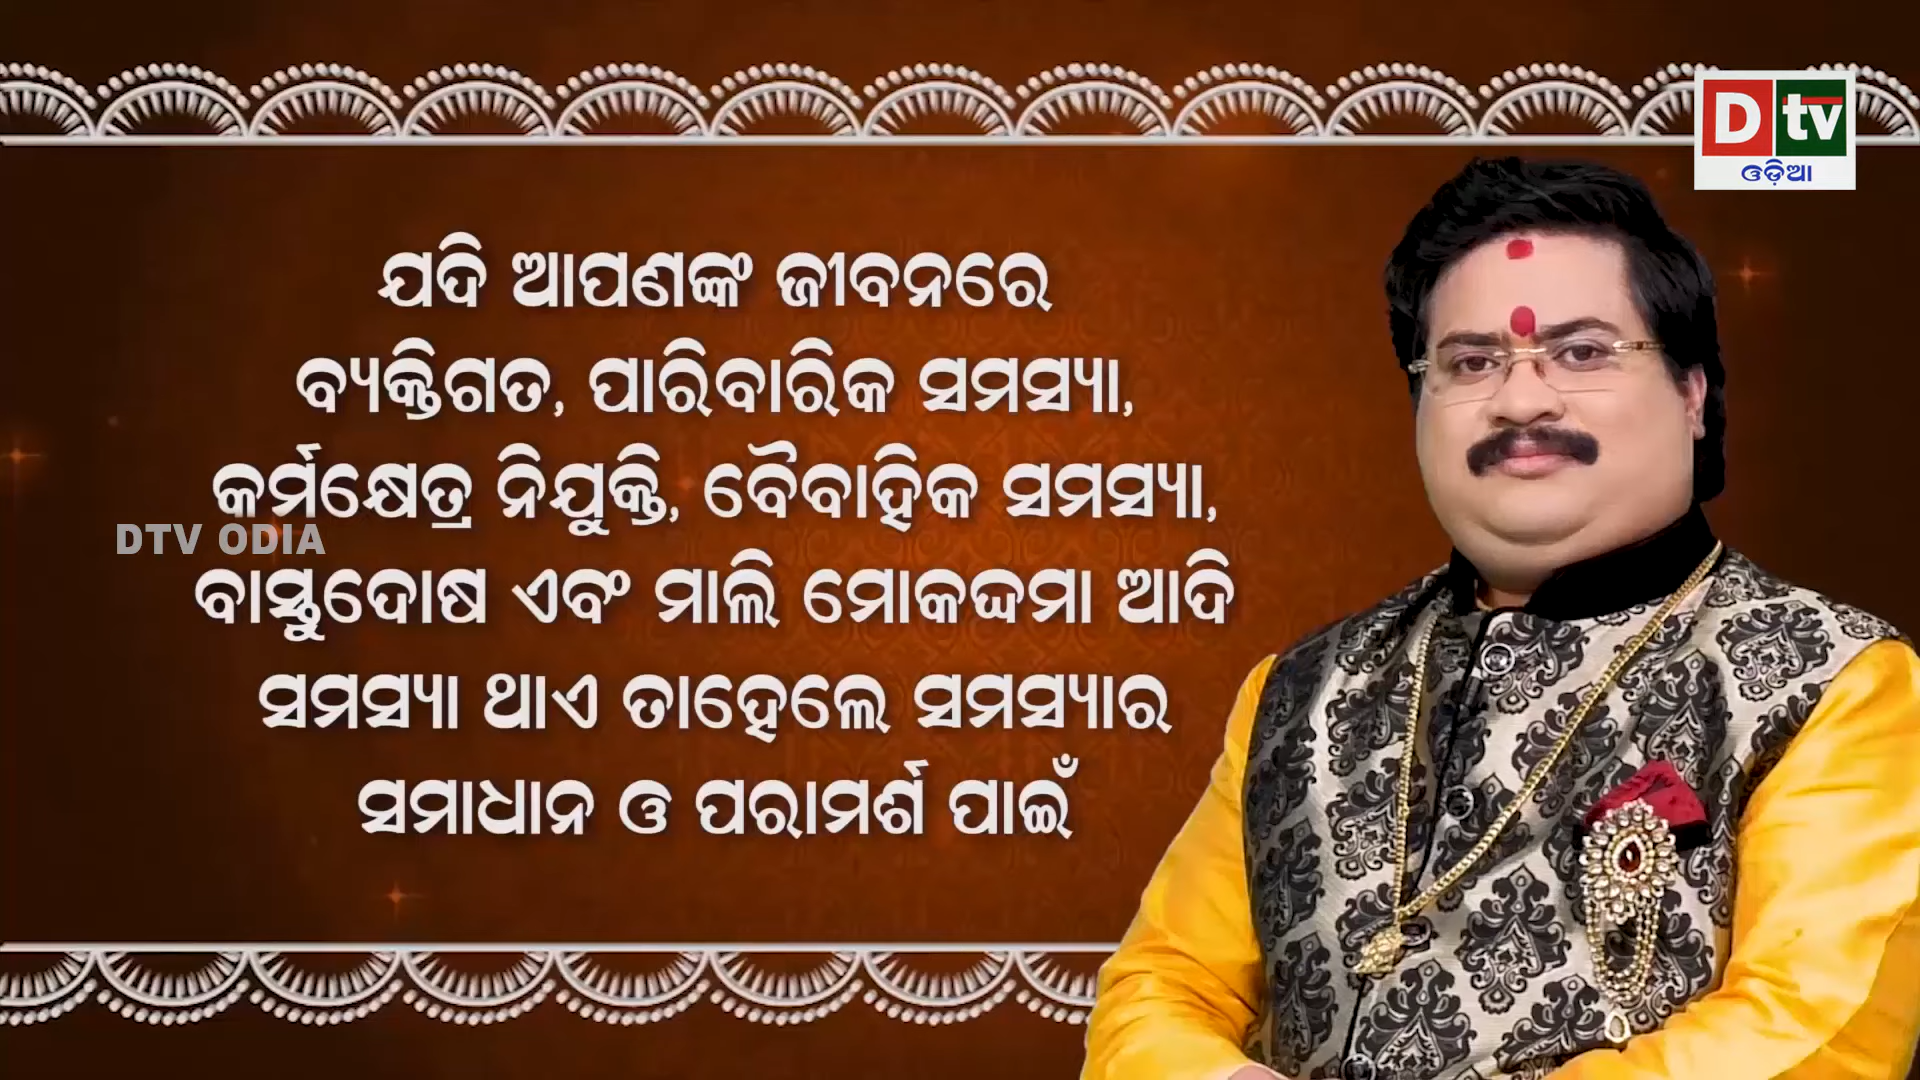 D tv
ଓଡ଼ିଆ
ଯଦି ଆପଣଙ୍କ ଜୀବନରେ
ବ୍ୟକ୍ତିଗତ, ପାରିବାରିକ ସମସ୍ୟା,
କର୍ମକ୍ଷେତ୍ର ନିଯୁକ୍ତି, ବୈବାହିକ ସମସ୍ୟା,
DTV ODIA
ବାସ୍ତୁଦୋଷ ଏବଂ ମାଲି ମୋକଦ୍ଦମା ଆଦି
ସମସ୍ୟା ଥାଏ ତାହେଲେ ସମସ୍ୟାର
ସମାଧାନ ଓ ପରାମର୍ଶ ପାଇଁ